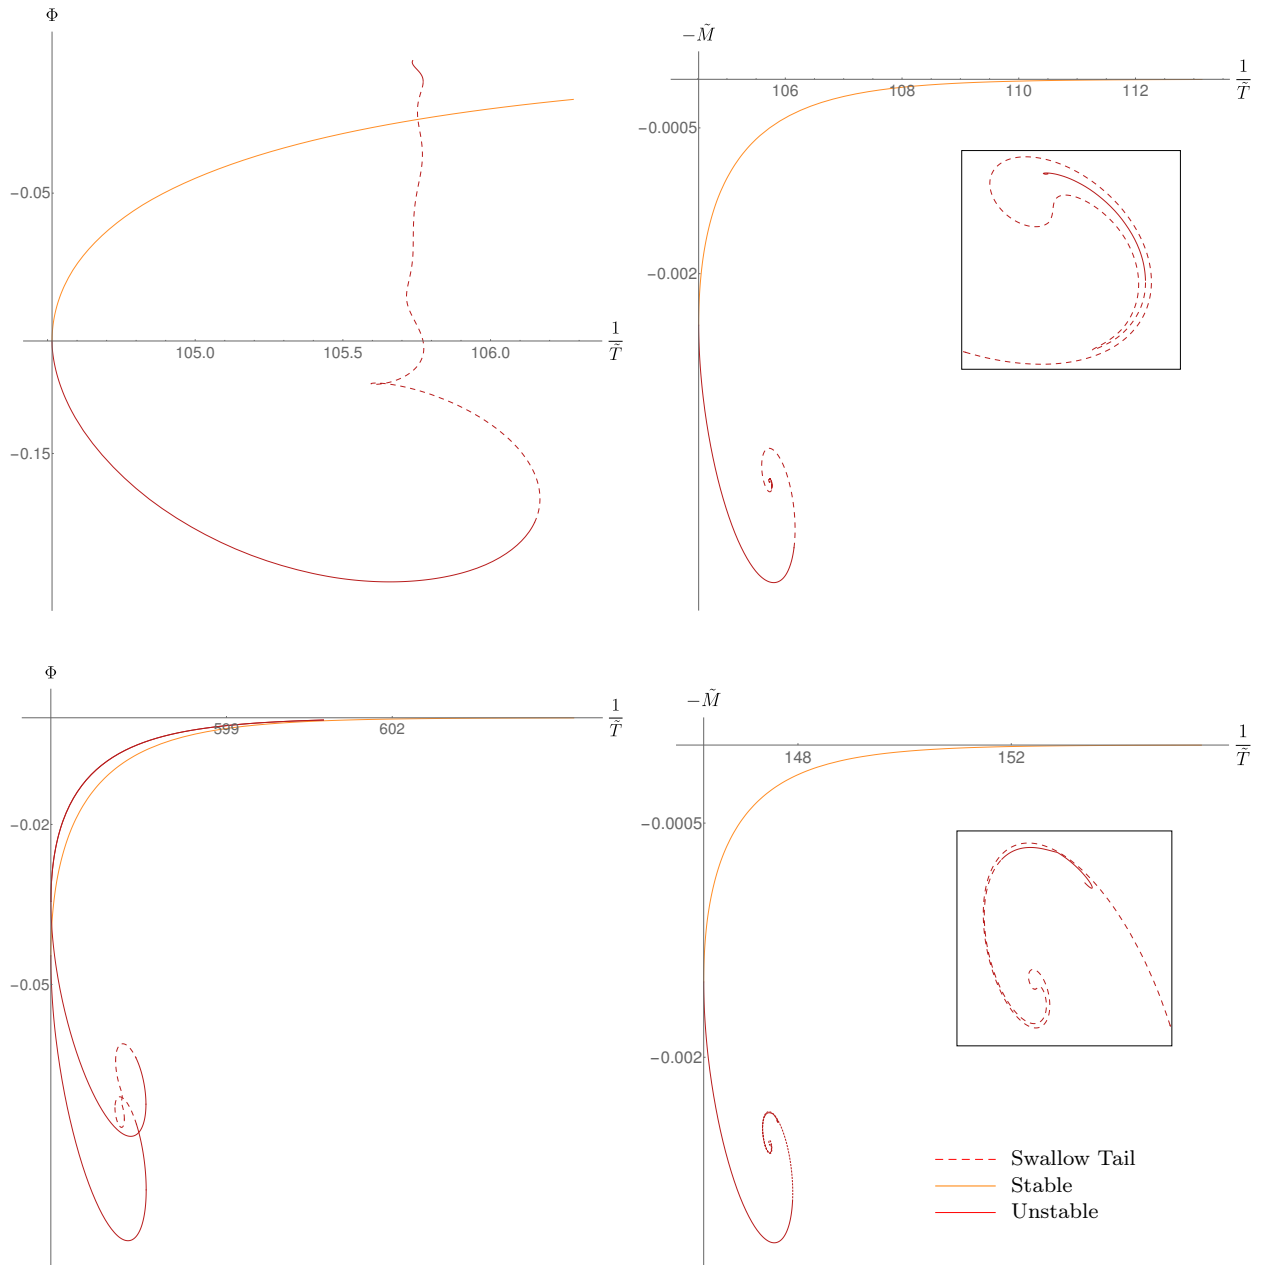 Φ
-0.05
105.0 105.5 106.0
1/T̃
-0.15
-M̃
106 108 110 112
1/T̃
-0.0005
-0.002
Φ
599 602
1/T̃
-0.02
-0.05
-M̃
148 152
1/T̃
-0.0005
-0.002
Swallow Tail
Stable
Unstable